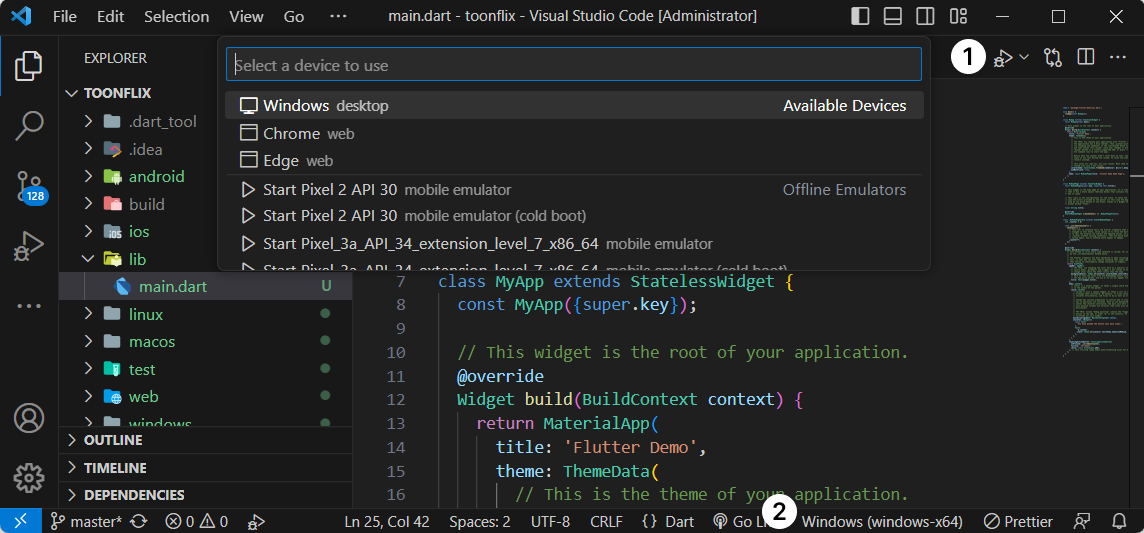 File Edit Selection View Go ··· main.dart - toonflix - Visual Studio Code [Administrator]
EXPLORER
TOONFLIX
.dart_tool
.idea
android
build
ios
lib
main.dart U
linux
macos
test
web
windows
OUTLINE
TIMELINE
DEPENDENCIES
128
Select a device to use
Windows desktop Available Devices
Chrome web
Edge web
Start Pixel 2 API 30 mobile emulator Offline Emulators
Start Pixel 2 API 30 mobile emulator (cold boot)
Start Pixel_3a_API_34_extension_level_7_x86_64 mobile emulator
Start Pixel_3a_API_34_extension_level_7_x86_64 mobile emulator (cold boot)
1
7 class MyApp extends StatelessWidget {
8 const MyApp({super.key});
9
10 // This widget is the root of your application.
11 @override
12 Widget build(BuildContext context) {
13 return MaterialApp(
14 title: 'Flutter Demo',
15 theme: ThemeData(
16 // This is the theme of your application.
master* 0 0 Ln 25, Col 42 Spaces: 2 UTF-8 CRLF {} Dart Go 2 Windows (windows-x64) Prettier